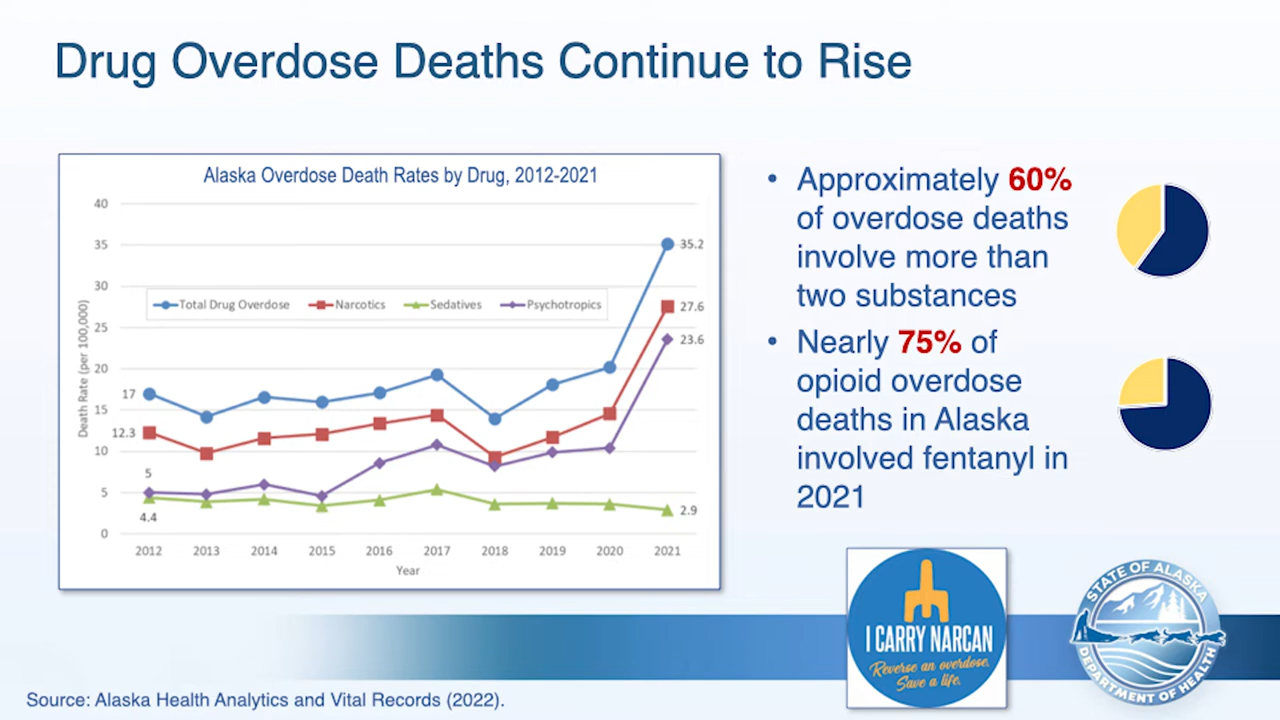 Drug Overdose Deaths Continue to Rise
Alaska Overdose Death Rates by Drug, 2012-2021
40
35
30
25
20
15
10
5
0
Death Rate (per 100,000)
Total Drug Overdose
Narcotics
Sedatives
Psychotropics
17
12.3
5
4.4
35.2
27.6
23.6
2.9
2012 2013 2014 2015 2016 2017 2018 2019 2020 2021
Year
• Approximately 60%
of overdose deaths
involve more than
two substances
• Nearly 75% of
opioid overdose
deaths in Alaska
involved fentanyl in
2021
I CARRY NARCAN
Reverse an overdose.
Save a life.
STATE OF ALASKA
DEPARTMENT OF HEALTH
Source: Alaska Health Analytics and Vital Records (2022).